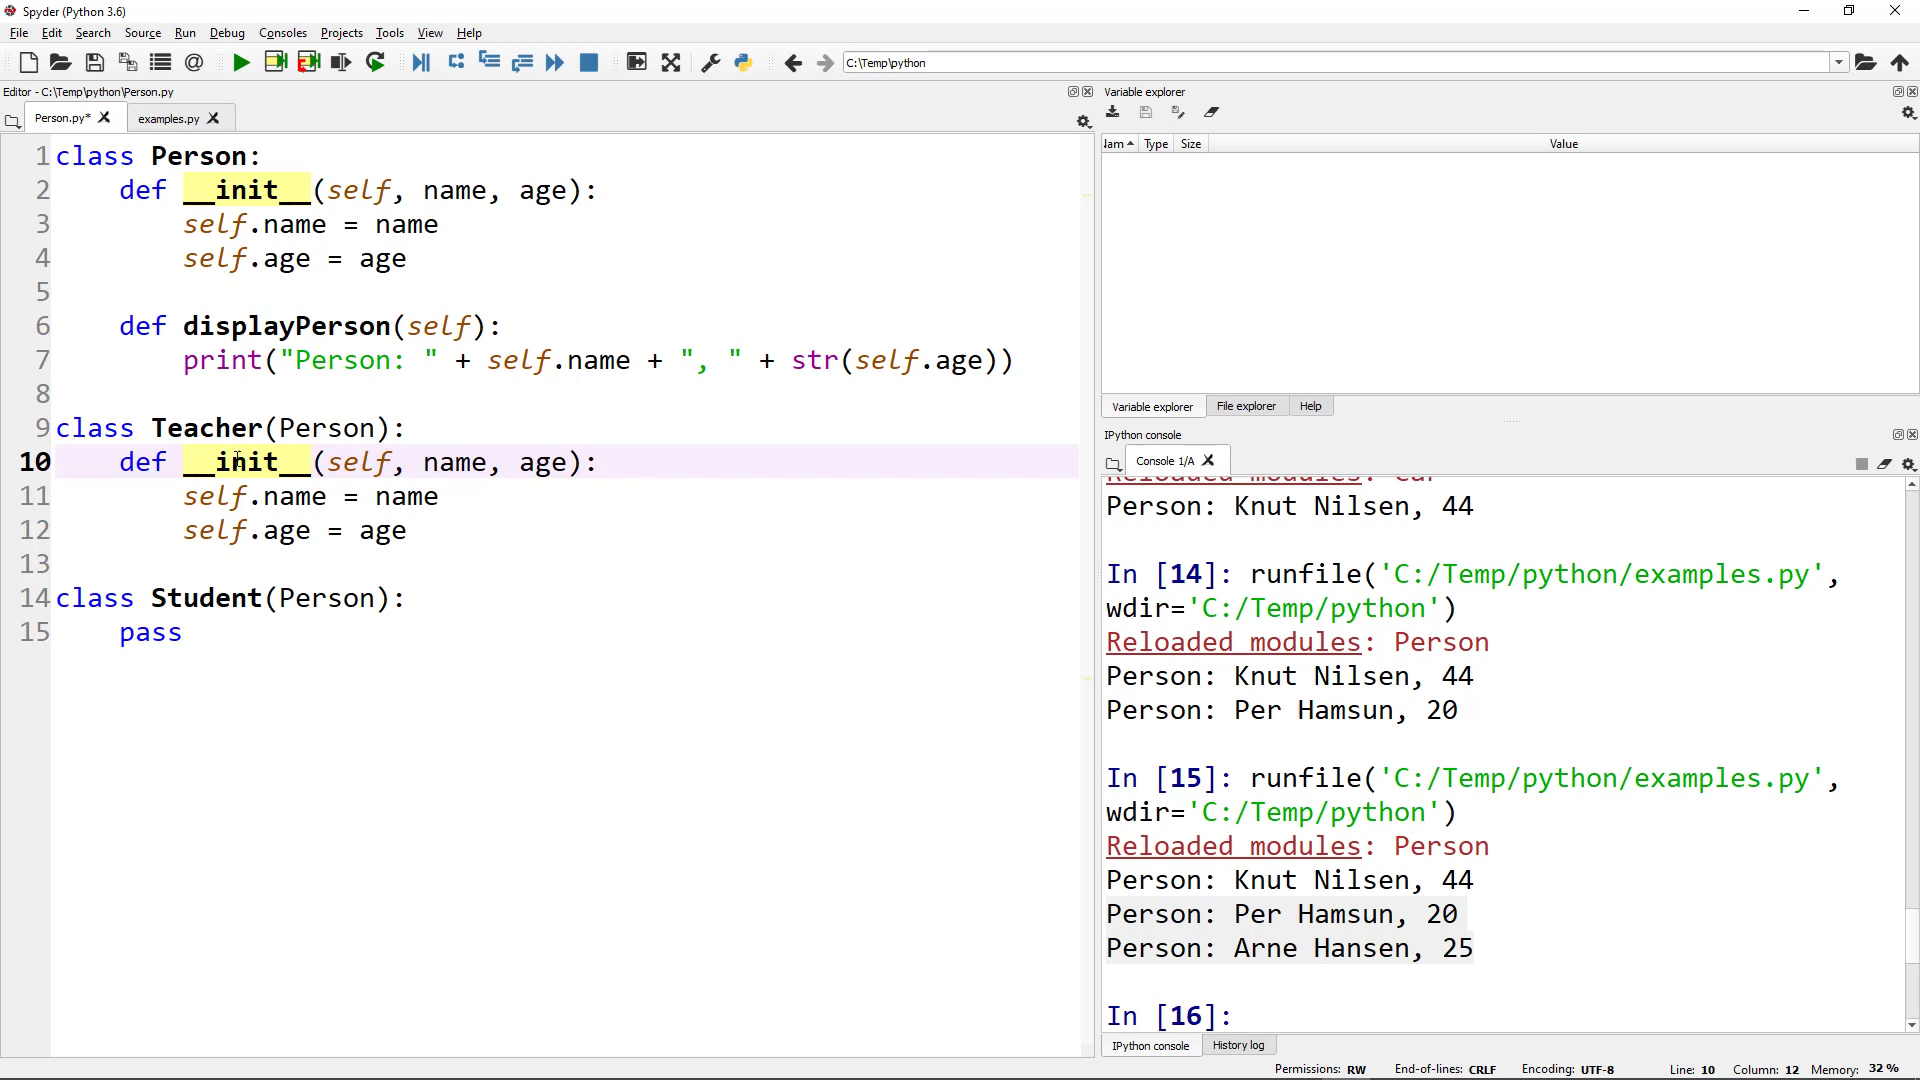 Spyder (Python 3.6)
File Edit Search Source Run Debug Consoles Projects Tools View Help
C:\Temp\python
Editor - C:\Temp\python\Person.py
Person.py* examples.py
1 class Person:
2     def __init__(self, name, age):
3         self.name = name
4         self.age = age
5
6     def displayPerson(self):
7         print("Person: " + self.name + ", " + str(self.age))
8
9 class Teacher(Person):
10     def __init__(self, name, age):
11         self.name = name
12         self.age = age
13
14 class Student(Person):
15     pass
Variable explorer
Type Size Value
Variable explorer File explorer Help
IPython console
Console 1/A
Reloaded modules: Car
Person: Knut Nilsen, 44
In [14]: runfile('C:/Temp/python/examples.py',
wdir='C:/Temp/python')
Reloaded modules: Person
Person: Knut Nilsen, 44
Person: Per Hamsun, 20
In [15]: runfile('C:/Temp/python/examples.py',
wdir='C:/Temp/python')
Reloaded modules: Person
Person: Knut Nilsen, 44
Person: Per Hamsun, 20
Person: Arne Hansen, 25
In [16]:
IPython console History log
Permissions: RW End-of-lines: CRLF Encoding: UTF-8 Line: 10 Column: 12 Memory: 32 %